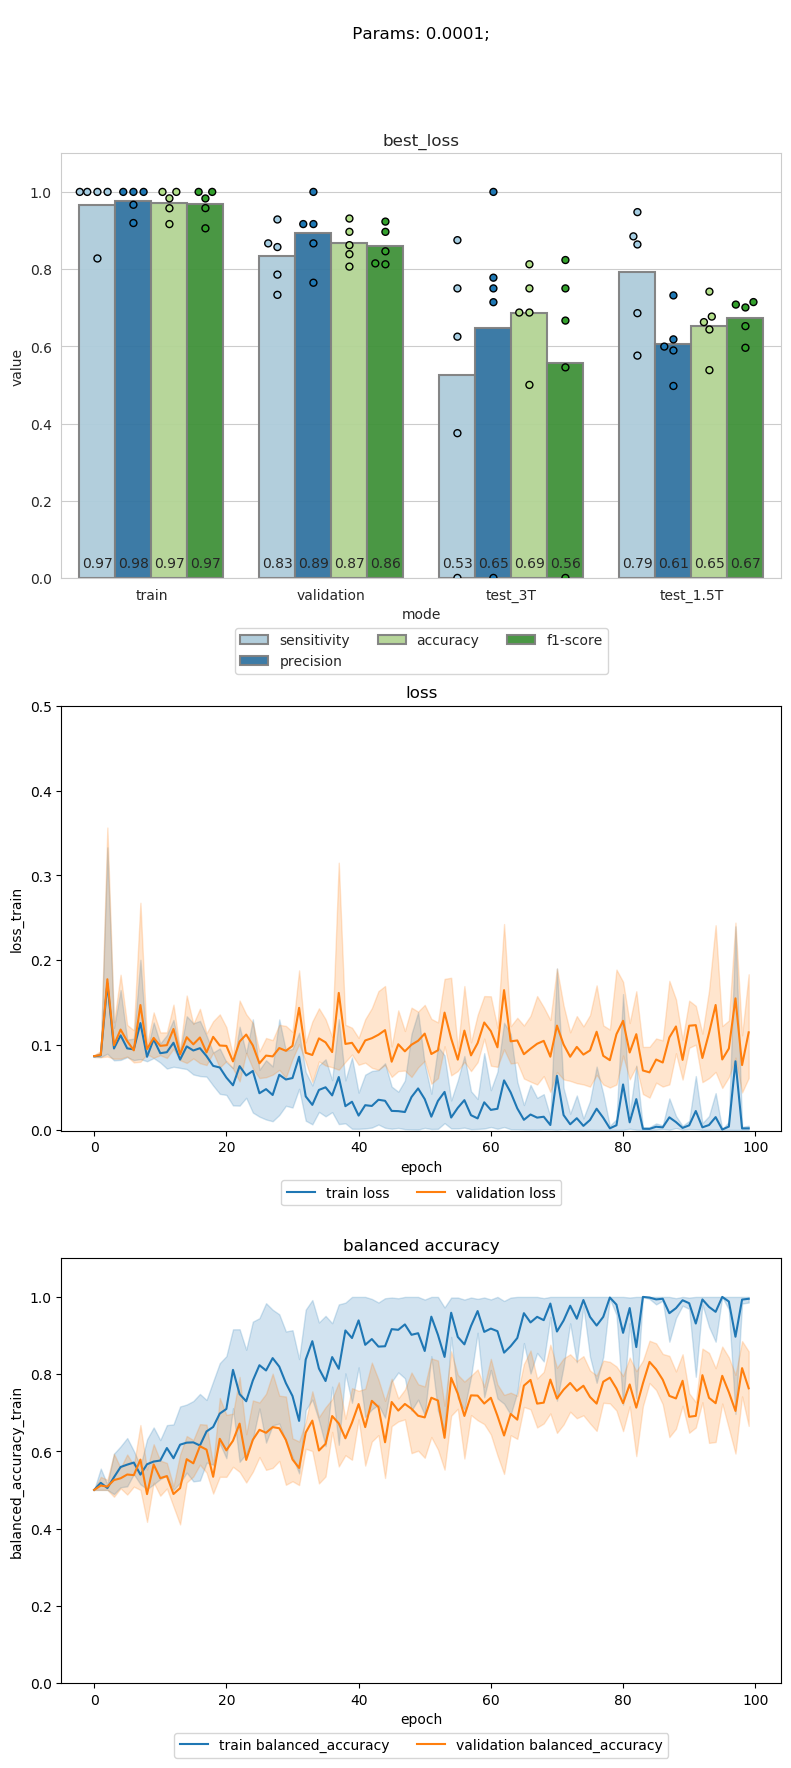 Params: 0.0001;
best_loss
1.0
0.8
0.6
0.4
0.2
0.0
value
0.97 0.98 0.97 0.97 0.83 0.89 0.87 0.86 0.53 0.65 0.69 0.56 0.79 0.61 0.65 0.67
train validation test_3T test_1.5T
mode
sensitivity accuracy f1-score
precision
loss
0.5
0.4
0.3
0.2
0.1
0.0
loss_train
0 20 40 60 80 100
epoch
train loss validation loss
balanced accuracy
1.0
0.8
0.6
0.4
0.2
0.0
balanced_accuracy_train
0 20 40 60 80 100
epoch
train balanced_accuracy validation balanced_accuracy